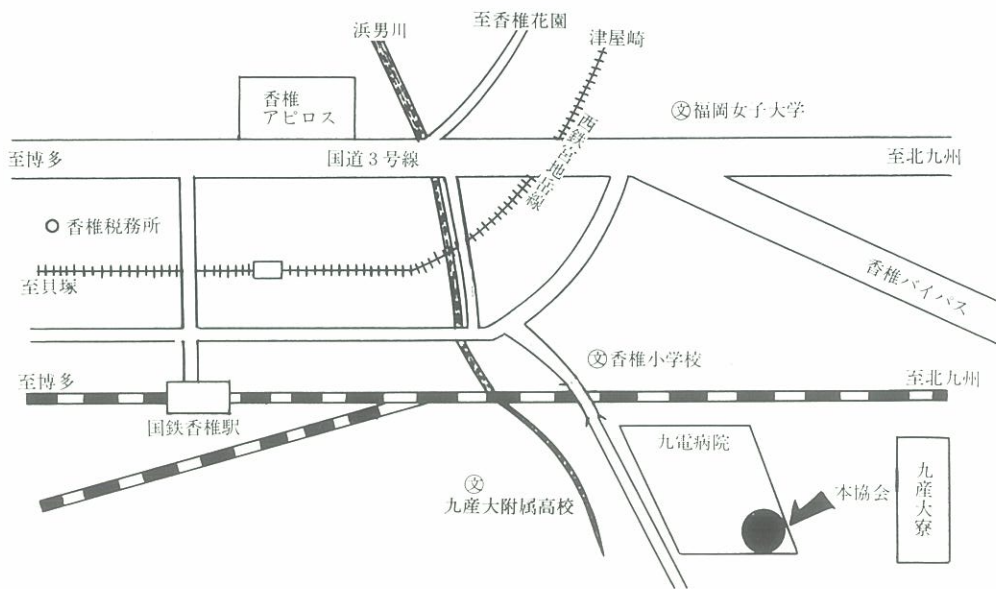 浜男川
至香椎花園
津屋崎
香椎
アピロス
文福岡女子大学
至博多
国道3号線
西鉄宮地岳線
至北九州
香椎税務所
至貝塚
香椎バイパス
文香椎小学校
至博多
至北九州
国鉄香椎駅
九電病院
文
九産大附属高校
本協会
九産大寮